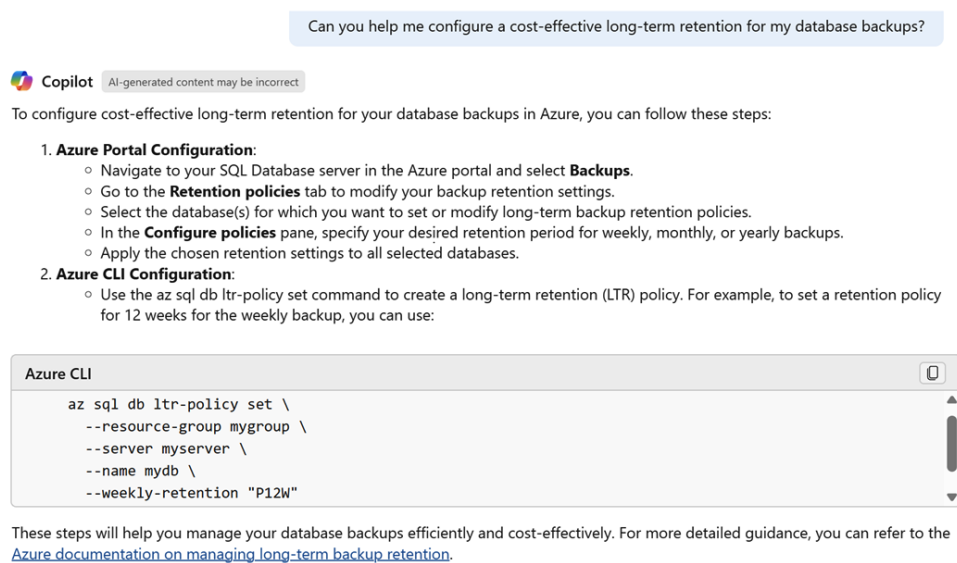 Can you help me configure a cost-effective long-term retention for my database backups?
Copilot AI-generated content may be incorrect
To configure cost-effective long-term retention for your database backups in Azure, you can follow these steps:
1. Azure Portal Configuration:
○ Navigate to your SQL Database server in the Azure portal and select Backups.
○ Go to the Retention policies tab to modify your backup retention settings.
○ Select the database(s) for which you want to set or modify long-term backup retention policies.
○ In the Configure policies pane, specify your desired retention period for weekly, monthly, or yearly backups.
○ Apply the chosen retention settings to all selected databases.
2. Azure CLI Configuration:
○ Use the az sql db ltr-policy set command to create a long-term retention (LTR) policy. For example, to set a retention policy
for 12 weeks for the weekly backup, you can use:
Azure CLI
az sql db ltr-policy set \
--resource-group mygroup \
--server myserver \
--name mydb \
--weekly-retention "P12W"
These steps will help you manage your database backups efficiently and cost-effectively. For more detailed guidance, you can refer to the
Azure documentation on managing long-term backup retention.